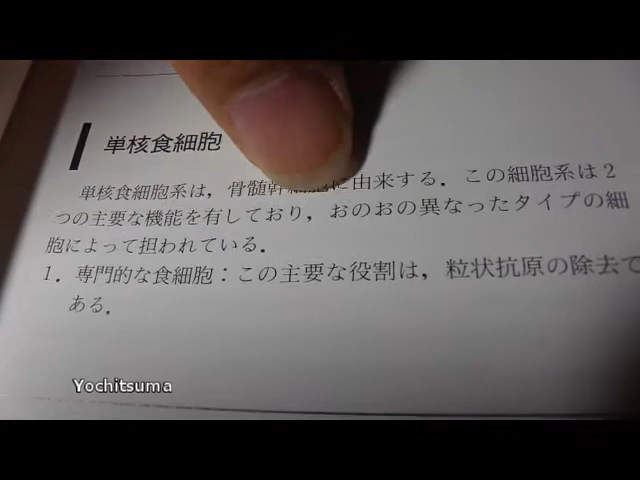 単核食細胞
単核食細胞系は，骨髄幹細胞に由来する．この細胞系は2
つの主要な機能を有しており，おのおの異なったタイプの細
胞によって担われている．
1．専門的な食細胞：この主要な役割は，粒状抗原の除去で
ある．
Yochitsuma